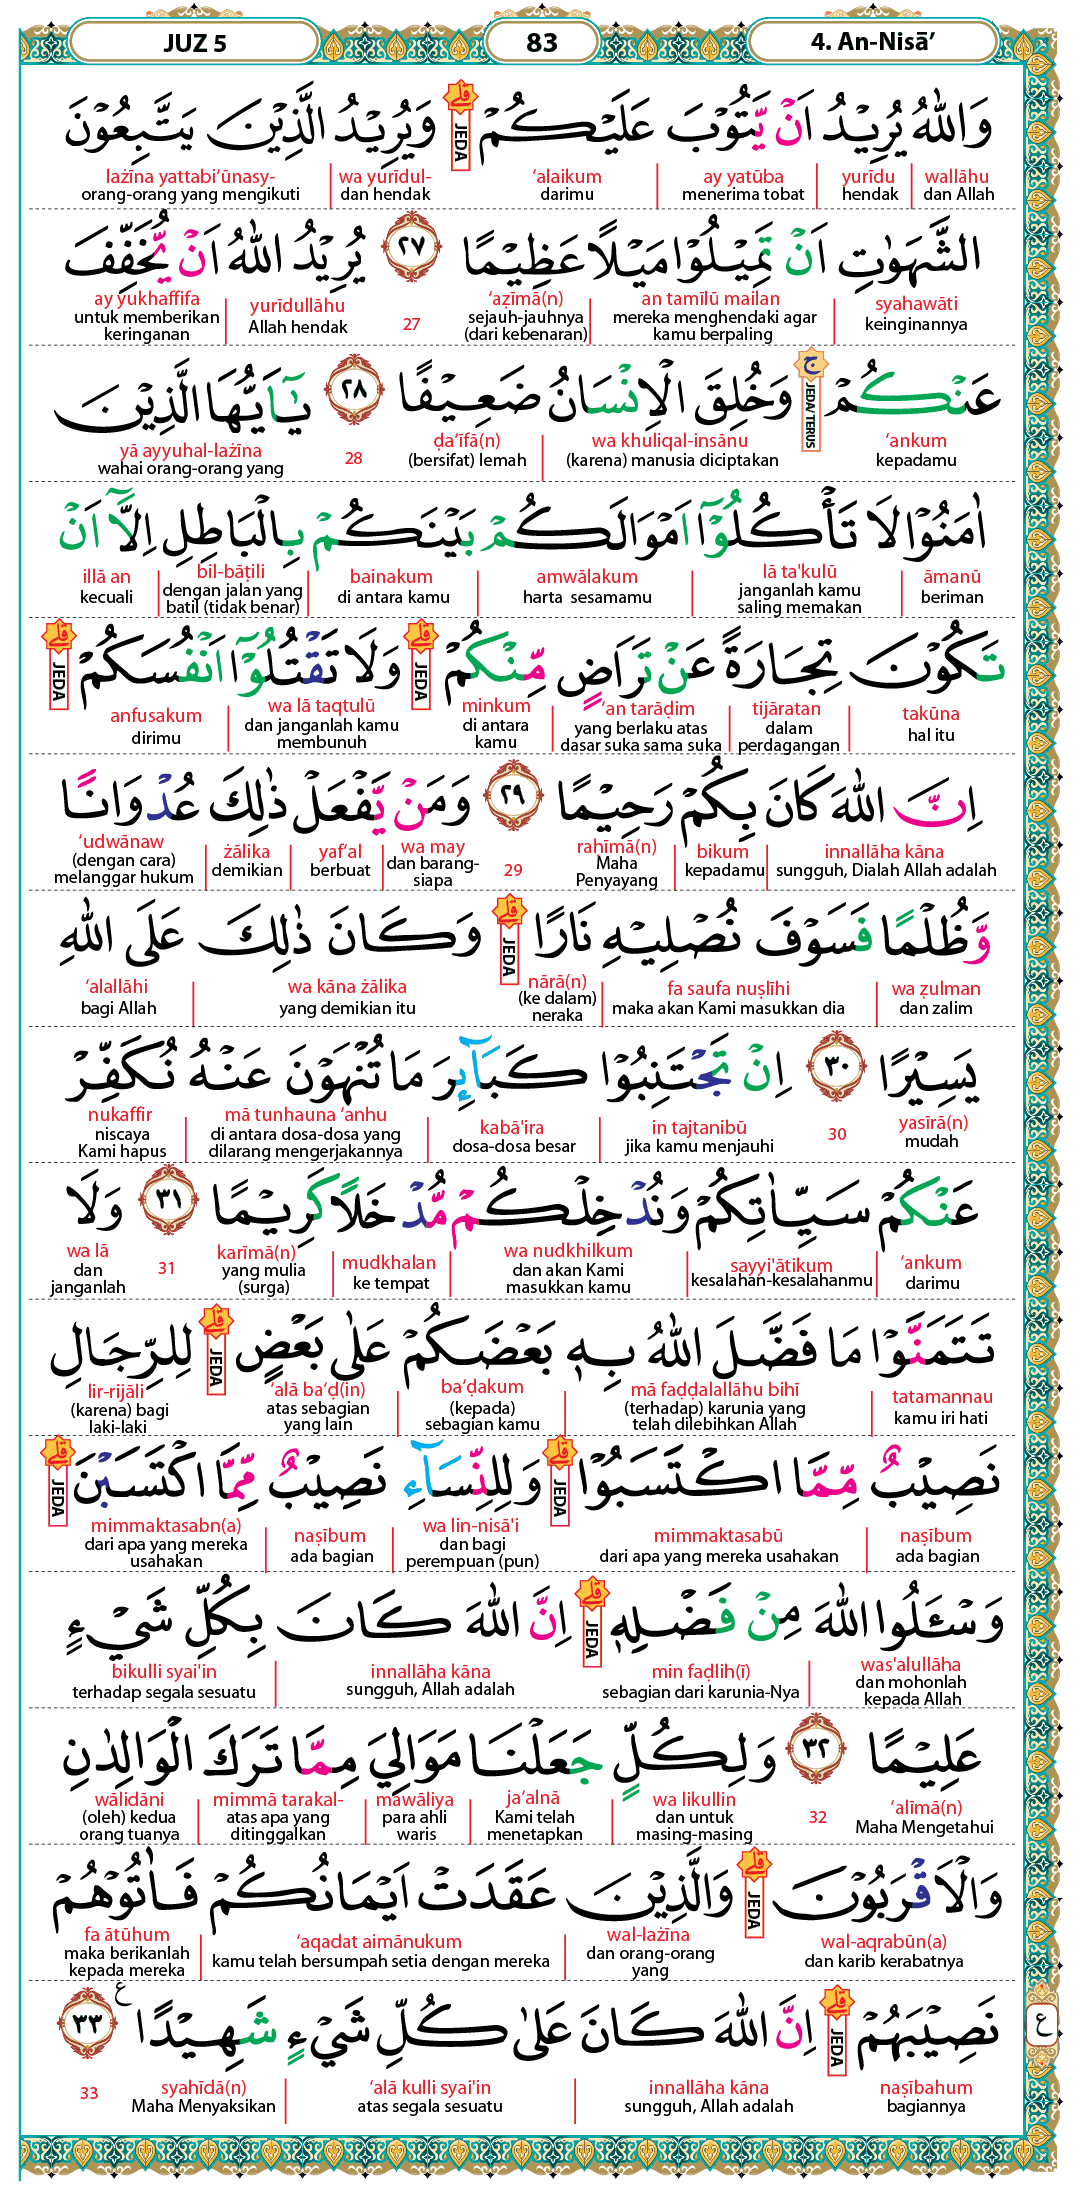 JUZ 5
83
4. An-Nisā’
وَاللّٰهُ يُرِيْدُ اَنْ يَّتُوْبَ عَلَيْكُمْ ۗ وَيُرِيْدُ الَّذِيْنَ يَتَّبِعُوْنَ
JEDA
wallāhu yurīdu ay yatūba ‘alaikum wa yurīdul- lażīna yattabi‘ūnasy-
dan Allah hendak menerima tobat darimu dan hendak orang-orang yang mengikuti
الشَّهَوٰتِ اَنْ تَمِيْلُوْا مَيْلًا عَظِيْمًا ٢٧ يُرِيْدُ اللّٰهُ اَنْ يُّخَفِّفَ
syahawāti an tamīlū mailan ‘aẓīmā(n) 27 yurīdullāhu ay yukhaffifa
keinginannya mereka menghendaki agar kamu berpaling sejauh-jauhnya (dari kebenaran) Allah hendak untuk memberikan keringanan
عَنْكُمْ ۚ وَخُلِقَ الْاِنْسَانُ ضَعِيْفًا ٢٨ يٰٓاَيُّهَا الَّذِيْنَ
JEDA/ TERUS
‘ankum wa khuliqal-insānu ḍa‘īfā(n) 28 yā ayyuhal-lażīna
kepadamu (karena) manusia diciptakan (bersifat) lemah wahai orang-orang yang
اٰمَنُوْا لَا تَأْكُلُوْٓا اَمْوَالَكُمْ بَيْنَكُمْ بِالْبَاطِلِ اِلَّآ اَنْ
āmanū lā ta'kulū amwālakum bainakum bil-bāṭili illā an
beriman janganlah kamu saling memakan harta sesamamu di antara kamu dengan jalan yang batil (tidak benar) kecuali
تَكُوْنَ تِجَارَةً عَنْ تَرَاضٍ مِّنْكُمْ ۗ وَلَا تَقْتُلُوْٓا اَنْفُسَكُمْ ۗ
JEDA JEDA
takūna tijāratan ‘an tarāḍim minkum wa lā taqtulū anfusakum
hal itu dalam perdagangan yang berlaku atas dasar suka sama suka di antara kamu dan janganlah kamu membunuh dirimu
اِنَّ اللّٰهَ كَانَ بِكُمْ رَحِيْمًا ٢٩ وَمَنْ يَّفْعَلْ ذٰلِكَ عُدْوَانًا
innallāha kāna bikum raḥīmā(n) 29 wa may yaf‘al żālika ‘udwānaw
sungguh, Dialah Allah adalah kepadamu Maha Penyayang dan barang-siapa berbuat demikian (dengan cara) melanggar hukum
وَّظُلْمًا فَسَوْفَ نُصْلِيْهِ نَارًا ۗ وَكَانَ ذٰلِكَ عَلَى اللّٰهِ
JEDA
wa ẓulman fa saufa nuṣlīhi nārā(n) wa kāna żālika ‘alallāhi
dan zalim maka akan Kami masukkan dia (ke dalam) neraka yang demikian itu bagi Allah
يَسِيْرًا ٣٠ اِنْ تَجْتَنِبُوْا كَبَاۤىِٕرَ مَا تُنْهَوْنَ عَنْهُ نُكَفِّرْ
yasīrā(n) 30 in tajtanibū kabā'ira mā tunhauna ‘anhu nukaffir
mudah jika kamu menjauhi dosa-dosa besar di antara dosa-dosa yang dilarang mengerjakannya niscaya Kami hapus
عَنْكُمْ سَيِّاٰتِكُمْ وَنُدْخِلْكُمْ مُّدْخَلًا كَرِيْمًا ٣١ وَلَا
‘ankum sayyi'ātikum wa nudkhilkum mudkhalan karīmā(n) 31 wa lā
darimu kesalahan-kesalahanmu dan akan Kami masukkan kamu ke tempat yang mulia (surga) dan janganlah
تَتَمَنَّوْا مَا فَضَّلَ اللّٰهُ بِهٖ بَعْضَكُمْ عَلٰى بَعْضٍ ۗ لِلرِّجَالِ
JEDA
tatamannau mā faḍḍalallāhu bihī ba‘ḍakum ‘alā ba‘ḍ(in) lir-rijāli
kamu iri hati (terhadap) karunia yang telah dilebihkan Allah (kepada) sebagian kamu atas sebagian yang lain (karena) bagi laki-laki
نَصِيْبٌ مِّمَّا اكْتَسَبُوْا ۗ وَلِلنِّسَاۤءِ نَصِيْبٌ مِّمَّا اكْتَسَبْنَ ۗ
JEDA JEDA
naṣībum mimmaktasabū wa lin-nisā'i naṣībum mimmaktasabn(a)
ada bagian dari apa yang mereka usahakan dan bagi perempuan (pun) ada bagian dari apa yang mereka usahakan
وَسْـَٔلُوا اللّٰهَ مِنْ فَضْلِهٖ ۗ اِنَّ اللّٰهَ كَانَ بِكُلِّ شَيْءٍ
JEDA
was'alullāha min faḍlih(ī) innallāha kāna bikulli syai'in
dan mohonlah kepada Allah sebagian dari karunia-Nya sungguh, Allah adalah terhadap segala sesuatu
عَلِيْمًا ٣٢ وَلِكُلٍّ جَعَلْنَا مَوَالِيَ مِمَّا تَرَكَ الْوَالِدٰنِ
‘alīmā(n) 32 wa likullin ja‘alnā mawāliya mimmā tarakal- wālidāni
Maha Mengetahui dan untuk masing-masing Kami telah menetapkan para ahli waris atas apa yang ditinggalkan (oleh) kedua orang tuanya
وَالْاَقْرَبُوْنَ ۗ وَالَّذِيْنَ عَقَدَتْ اَيْمَانُكُمْ فَاٰتُوْهُمْ
JEDA
wal-aqrabūn(a) wal-lażīna ‘aqadat aimānukum fa ātūhum
dan karib kerabatnya dan orang-orang yang kamu telah bersumpah setia dengan mereka maka berikanlah kepada mereka
نَصِيْبَهُمْ ۗ اِنَّ اللّٰهَ كَانَ عَلٰى كُلِّ شَيْءٍ شَهِيْدًا ٣٣ ع
JEDA
ع
naṣībahum innallāha kāna ‘alā kulli syai'in syahīdā(n) 33
bagiannya sungguh, Allah adalah atas segala sesuatu Maha Menyaksikan